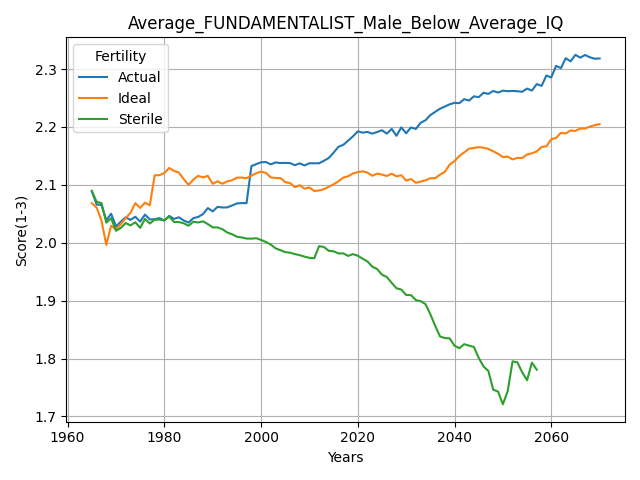 Average_FUNDAMENTALIST_Male_Below_Average_IQ
Fertility
Actual
Ideal
Sterile
Score(1-3)
2.3
2.2
2.1
2.0
1.9
1.8
1.7
1960 1980 2000 2020 2040 2060
Years